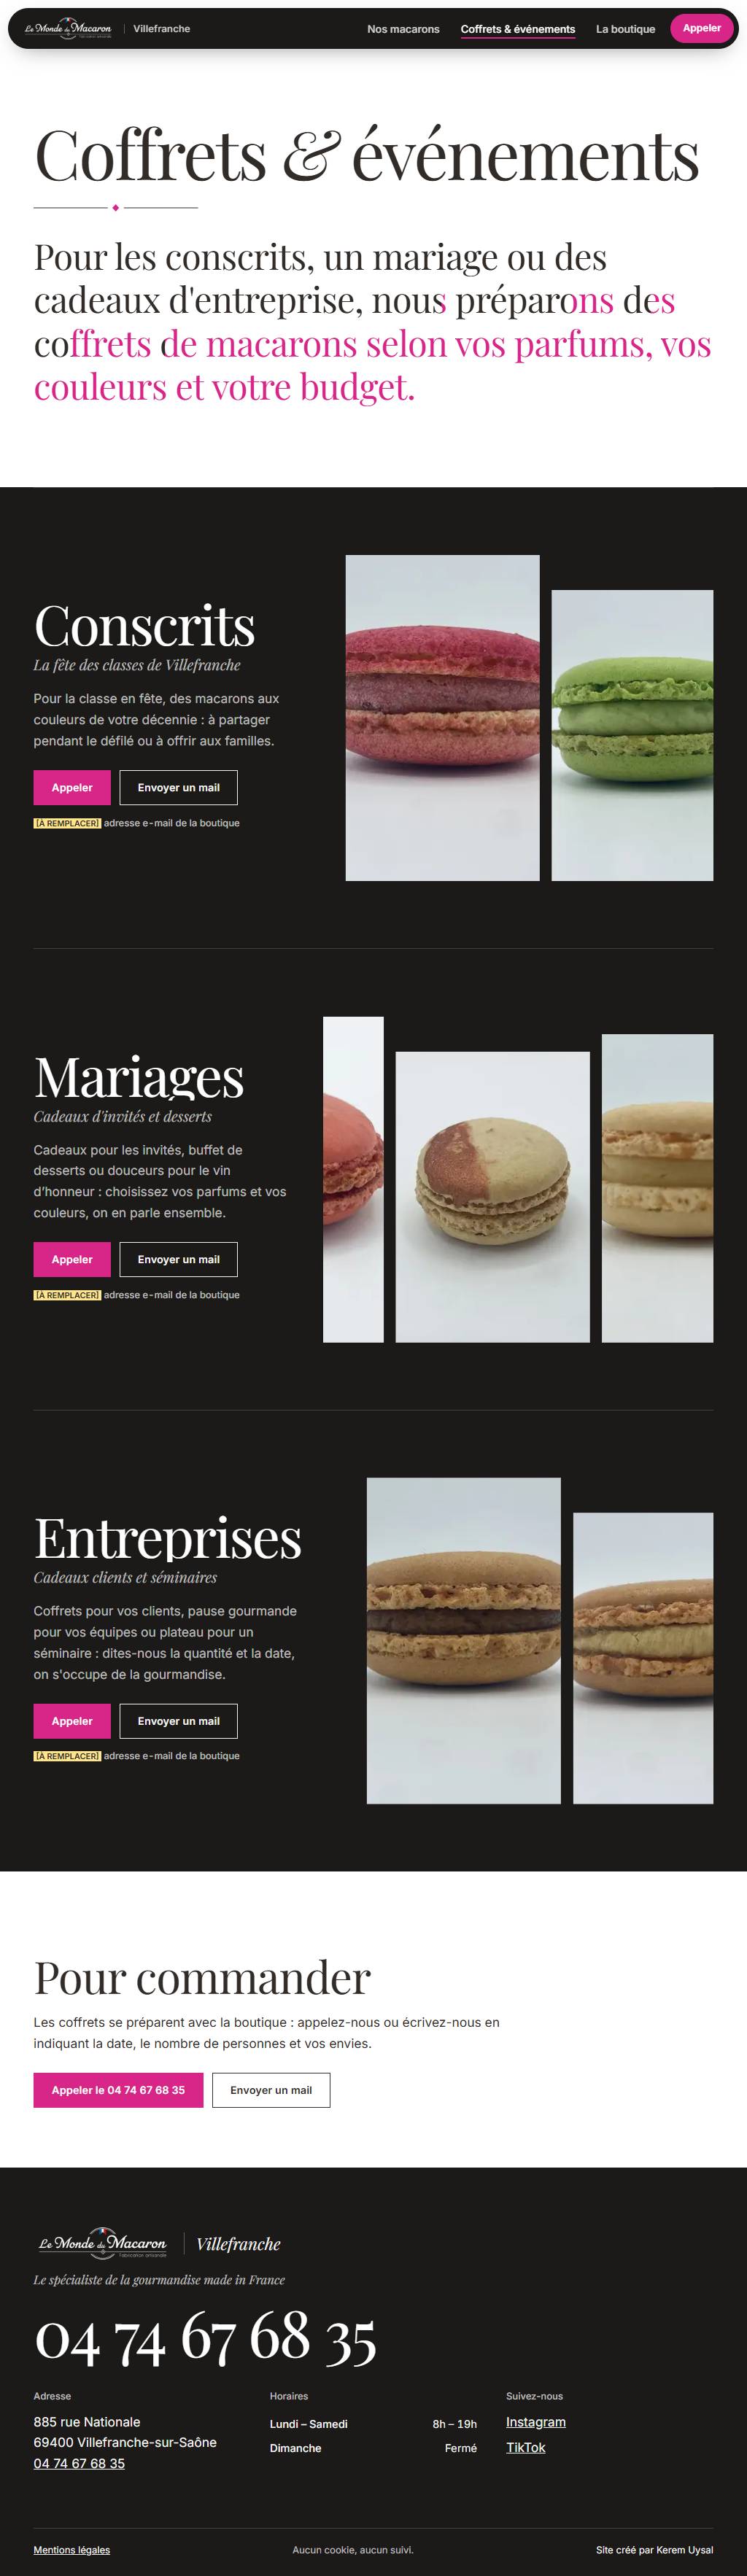 Le Monde du Macaron
Villefranche
Nos macarons
Coffrets & événements
La boutique
Appeler
Coffrets & événements
Pour les conscrits, un mariage ou des
cadeaux d'entreprise, nous préparons des
coffrets de macarons selon vos parfums, vos
couleurs et votre budget.
Conscrits
La fête des classes de Villefranche
Pour la classe en fête, des macarons aux
couleurs de votre décennie : à partager
pendant le défilé ou à offrir aux familles.
Appeler
Envoyer un mail
[À REMPLACER] adresse e-mail de la boutique
Mariages
Cadeaux d'invités et desserts
Cadeaux pour les invités, buffet de
desserts ou douceurs pour le vin
d’honneur : choisissez vos parfums et vos
couleurs, on en parle ensemble.
Appeler
Envoyer un mail
[À REMPLACER] adresse e-mail de la boutique
Entreprises
Cadeaux clients et séminaires
Coffrets pour vos clients, pause gourmande
pour vos équipes ou plateau pour un
séminaire : dites-nous la quantité et la date,
on s'occupe de la gourmandise.
Appeler
Envoyer un mail
[À REMPLACER] adresse e-mail de la boutique
Pour commander
Les coffrets se préparent avec la boutique : appelez-nous ou écrivez-nous en
indiquant la date, le nombre de personnes et vos envies.
Appeler le 04 74 67 68 35
Envoyer un mail
Le Monde du Macaron
Villefranche
Le spécialiste de la gourmandise made in France
04 74 67 68 35
Adresse
885 rue Nationale
69400 Villefranche-sur-Saône
04 74 67 68 35
Horaires
Lundi – Samedi 8h – 19h
Dimanche Fermé
Suivez-nous
Instagram
TikTok
Mentions légales
Aucun cookie, aucun suivi.
Site créé par Kerem Uysal